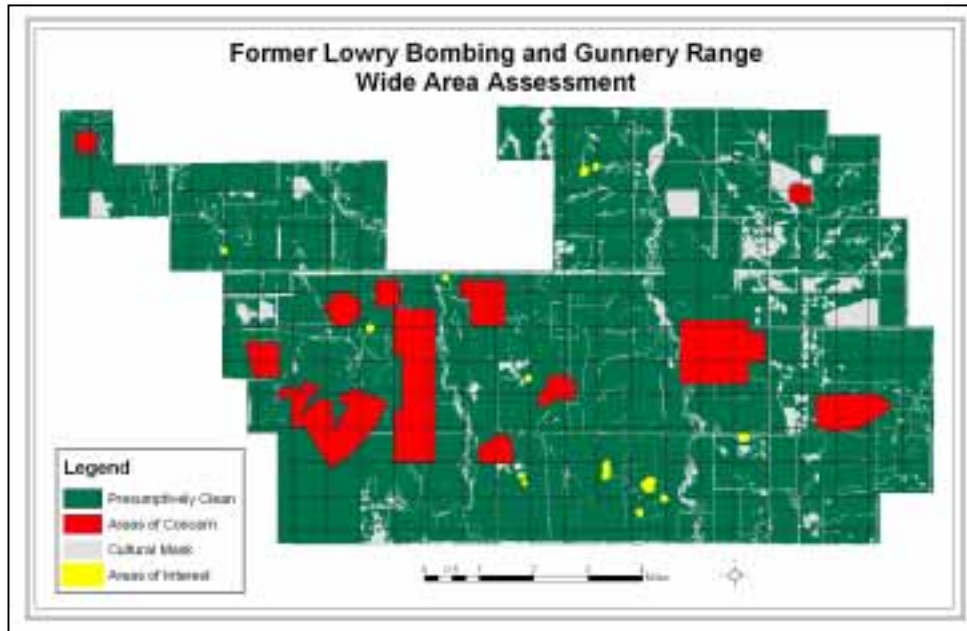 Former Lowry Bombing and Gunnery Range
Wide Area Assessment
Legend
Presumptively Clean
Areas of Concern
Cultural Mask
Areas of Interest
Miles